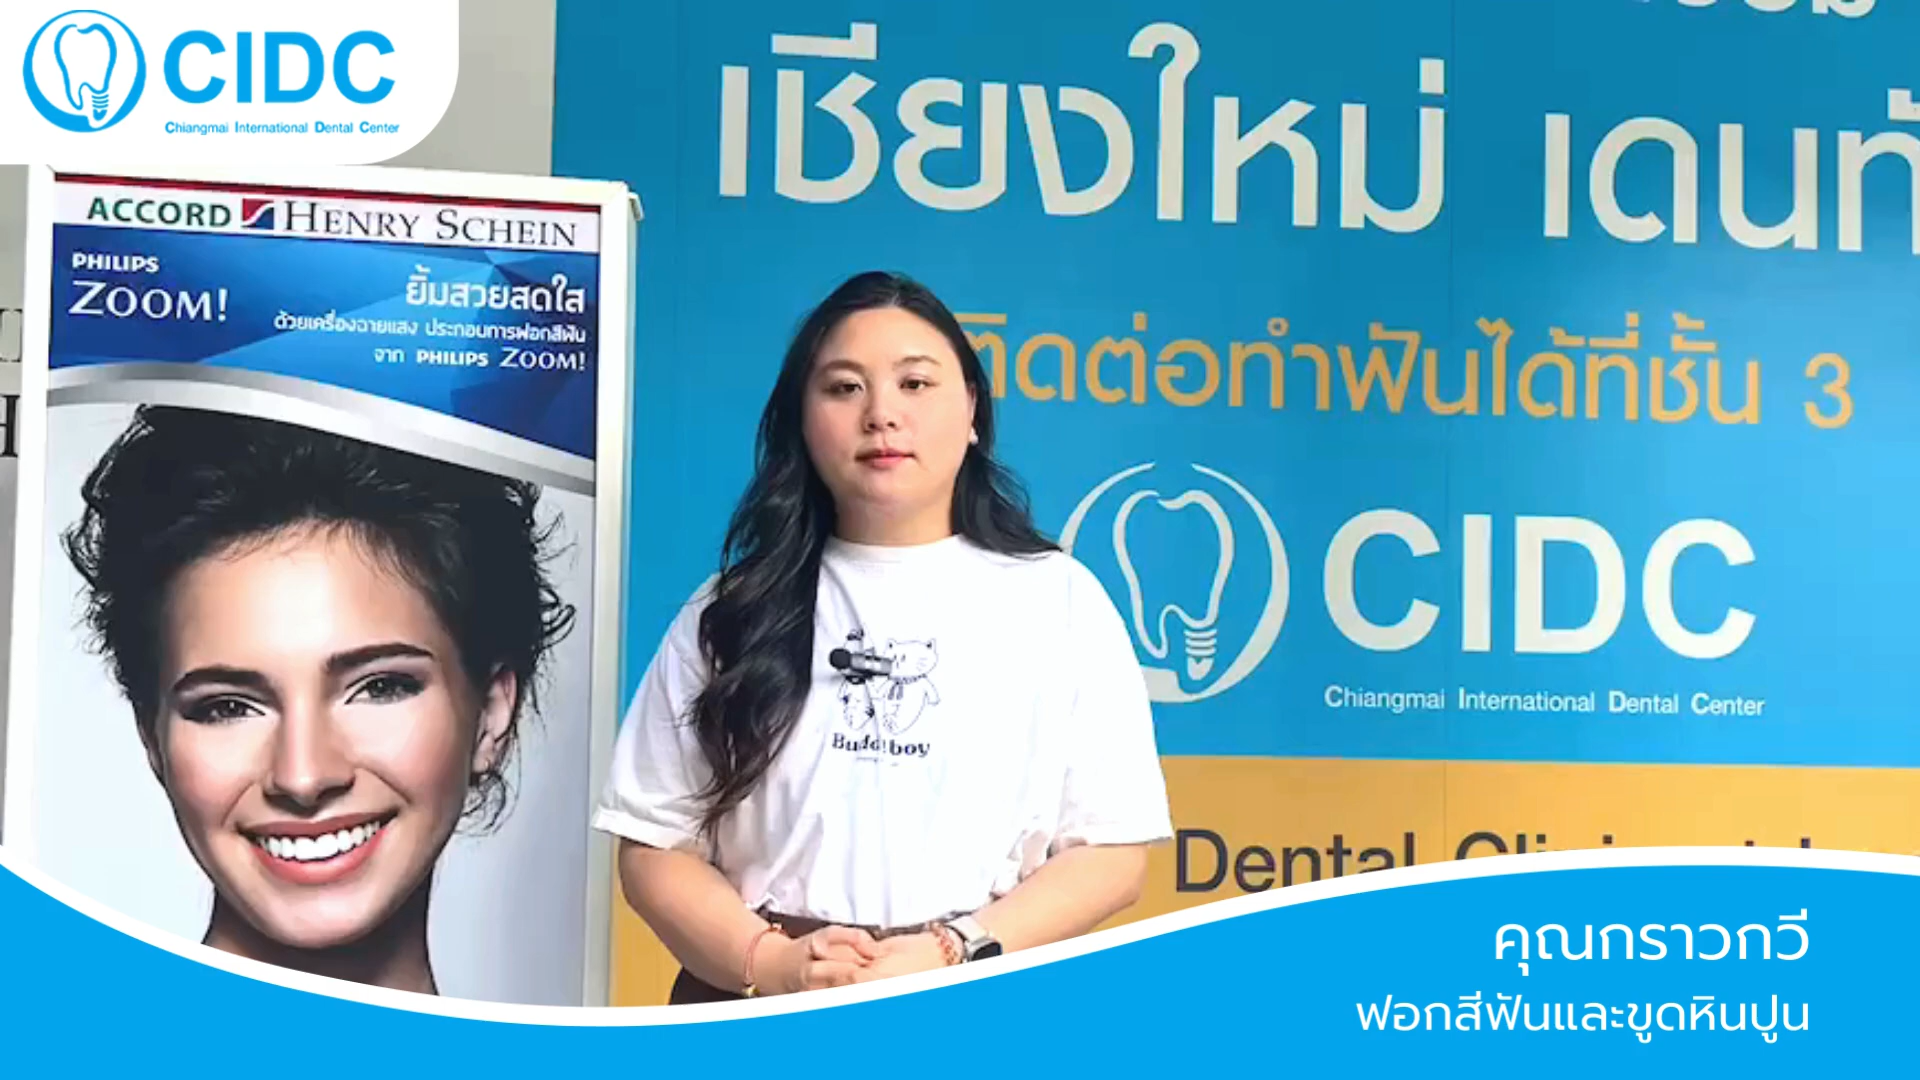 CIDC
Chiangmai International Dental Center
ACCORD HENRY SCHEIN
PHILIPS
ZOOM!
ยิ้มสวยสดใส
ด้วยเครื่องฉายแสง ประกอบการฟอกสีฟัน
จาก PHILIPS ZOOM!
เชียงใหม่
ติดต่อทำฟันได้ที่ชั้น 3
CIDC
Chiangmai International Dental Center
Dental
คุณกราวกวี
ฟอกสีฟันและขูดหินปูน